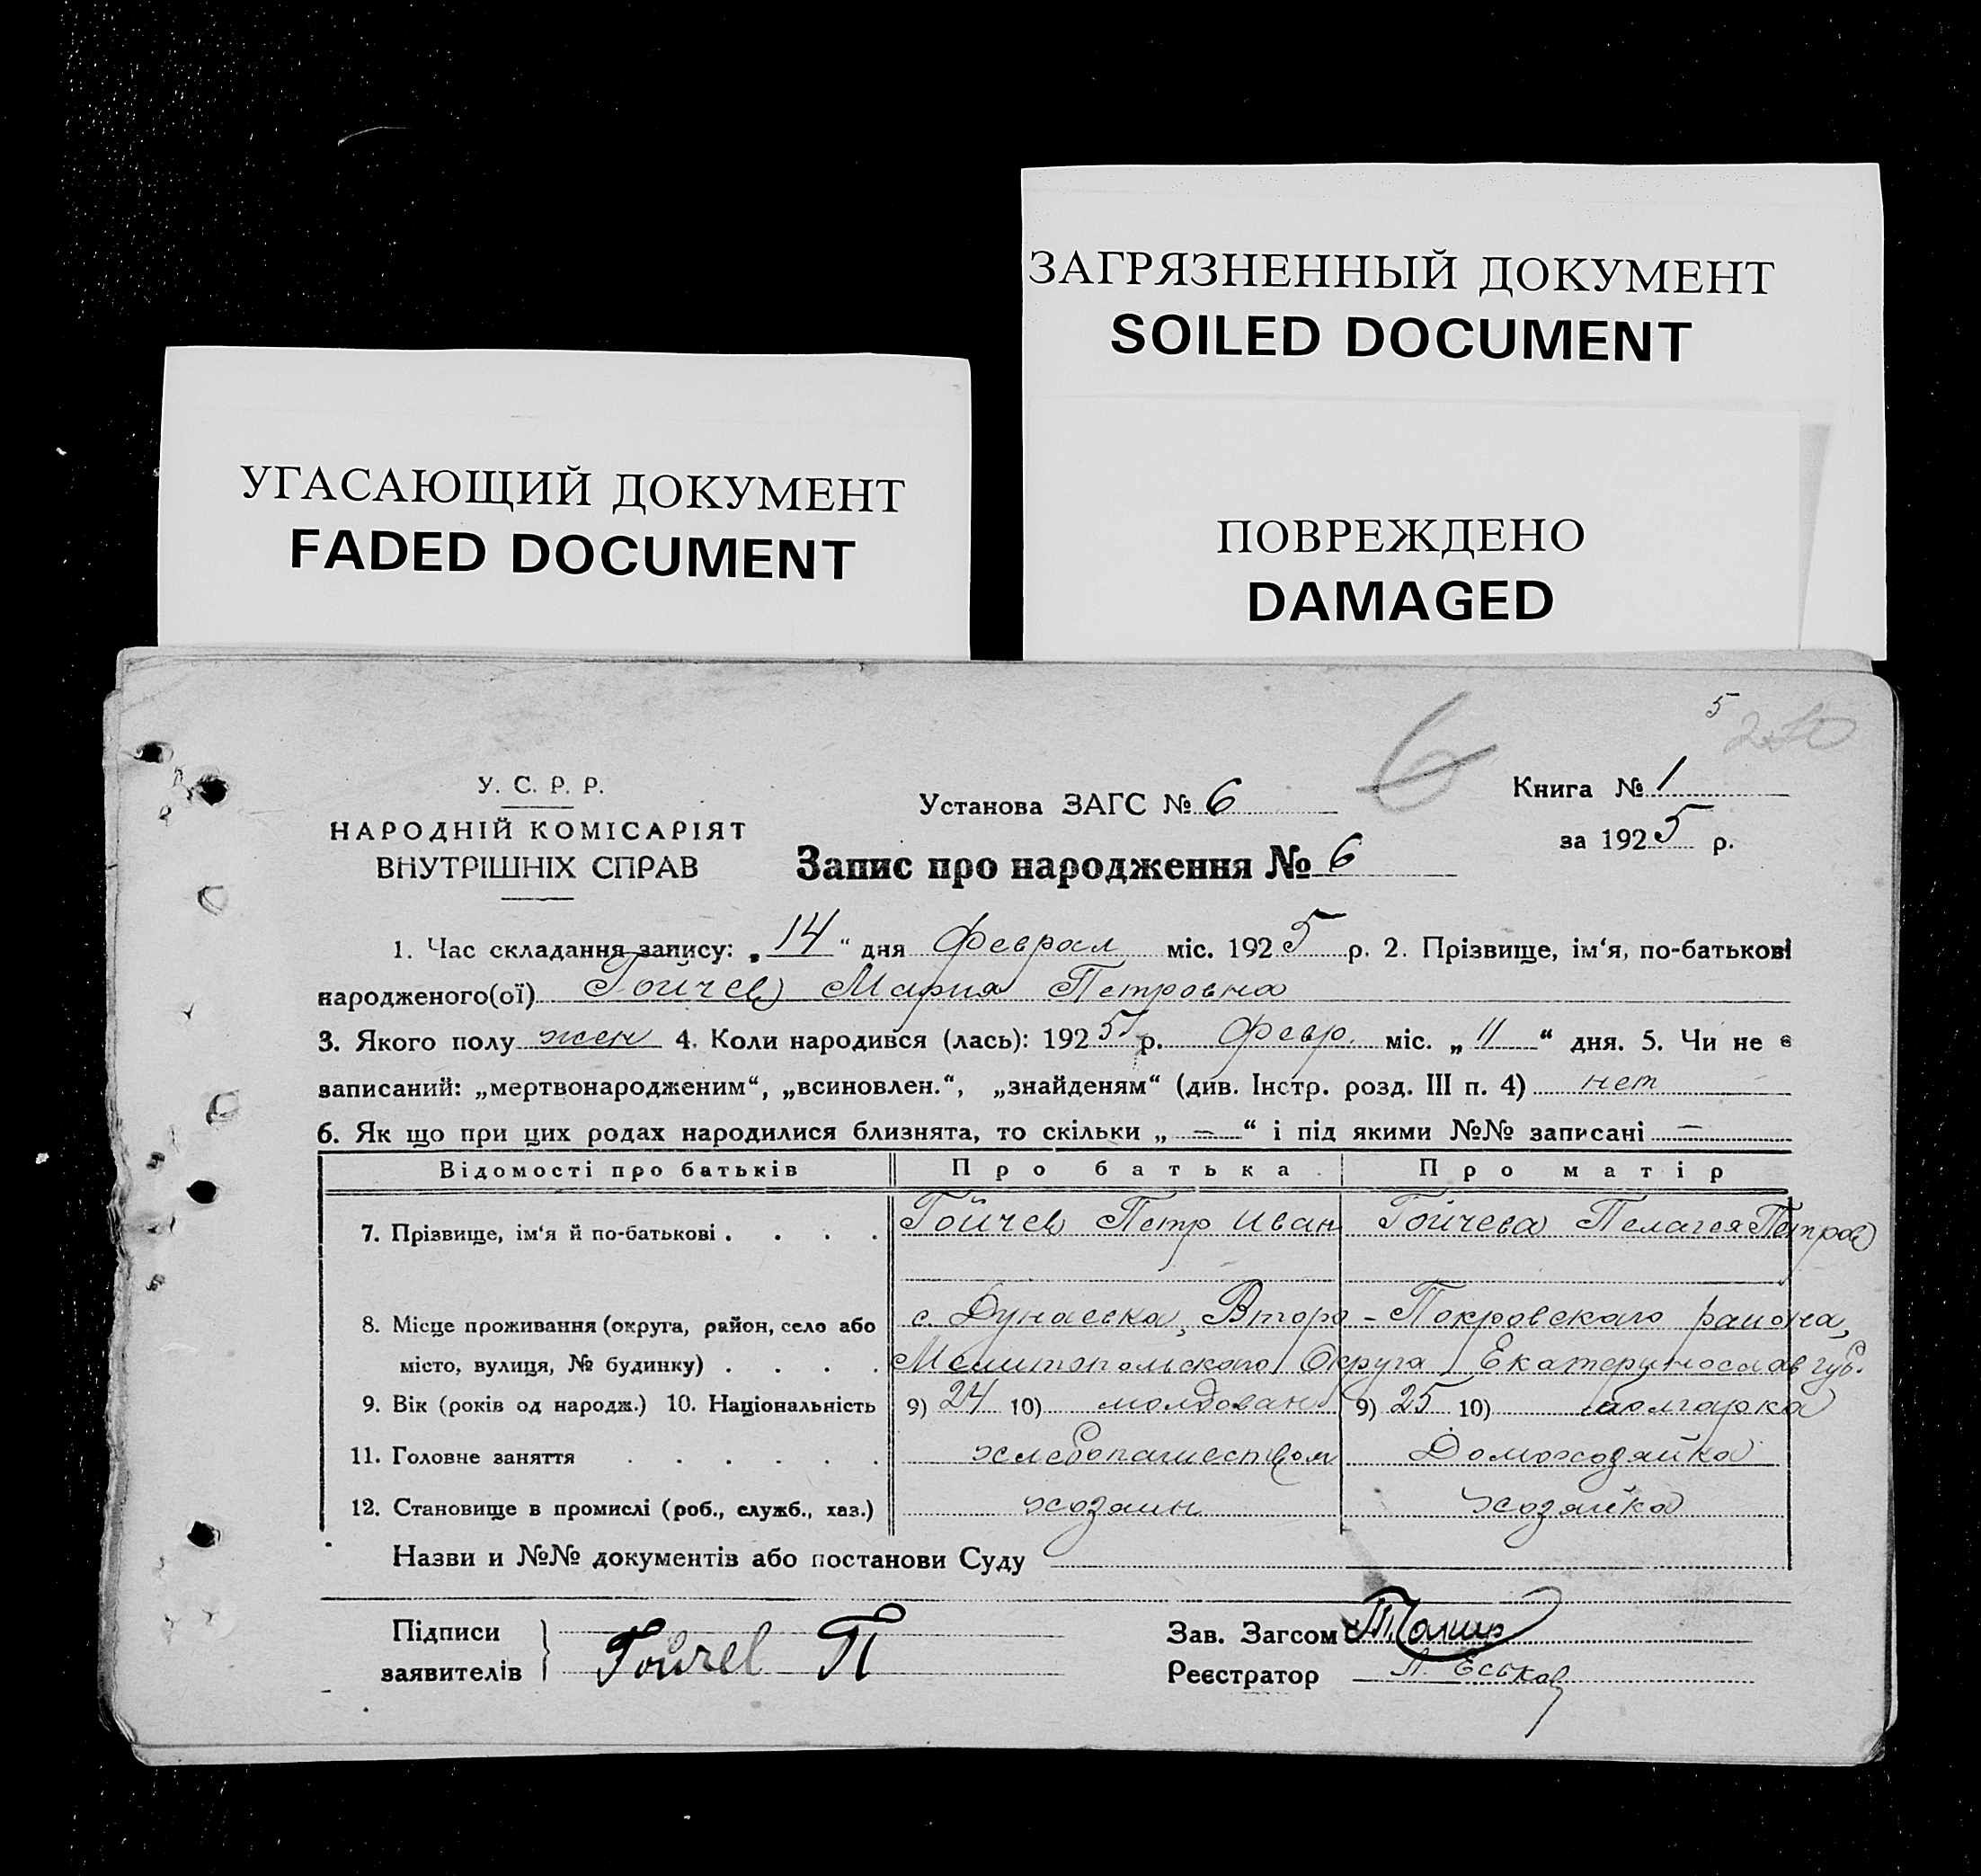 ЗАГРЯЗНЕННЫЙ ДОКУМЕНТ
SOILED DOCUMENT
УГАСАЮЩИЙ ДОКУМЕНТ
FADED DOCUMENT
ПОВРЕЖДЕНО
DAMAGED
5
6
У. С. Р. Р.
НАРОДНІЙ КОМІСАРІЯТ
ВНУТРІШНІХ СПРАВ
Установа ЗАГС № 6
Книга № 1
за 1925 р.
Запис про народження № 6
1. Час складання запису: „14“ дня Феврал міс. 1925 р. 2. Прізвище, ім‘я, по-батькові
народженого(ої) Гойчев Мария Петровна
3. Якого полу жен 4. Коли народився (лась): 1925 р. Февр. міс. „11“ дня. 5. Чи не є
записаний: „мертвонародженим“, „всиновлен.“, „знайденям“ (див. Інстр. розд. III п. 4) нет
6. Як що при цих родах народилися близнята, то скільки „—“ і під якими №№ записані —
Відомості про батьків Про батька Про матір
7. Прізвище, ім‘я й по-батькові . . . . Гойчев Петр Иван Гойчева Пелагея Петров
8. Місце проживання (округа, район, село або с. Дунаевка, Второ-Покровского района,
місто, вулиця, № будинку) . . . . Мелитопольского Округа Екатеринослав губ.
9. Вік (років од народж.) 10. Національність 9) 24 10) молдован 9) 25 10) болгарка
11. Головне заняття . . . . . . хлебопашеством Домохозяйка
12. Становище в промислі (роб., служб., хаз.) хозяин хозяйка
Назви и №№ документів або постанови Суду
Підписи
заявителів
Гойчев П
Зав. Загсом
Реєстратор Еськов